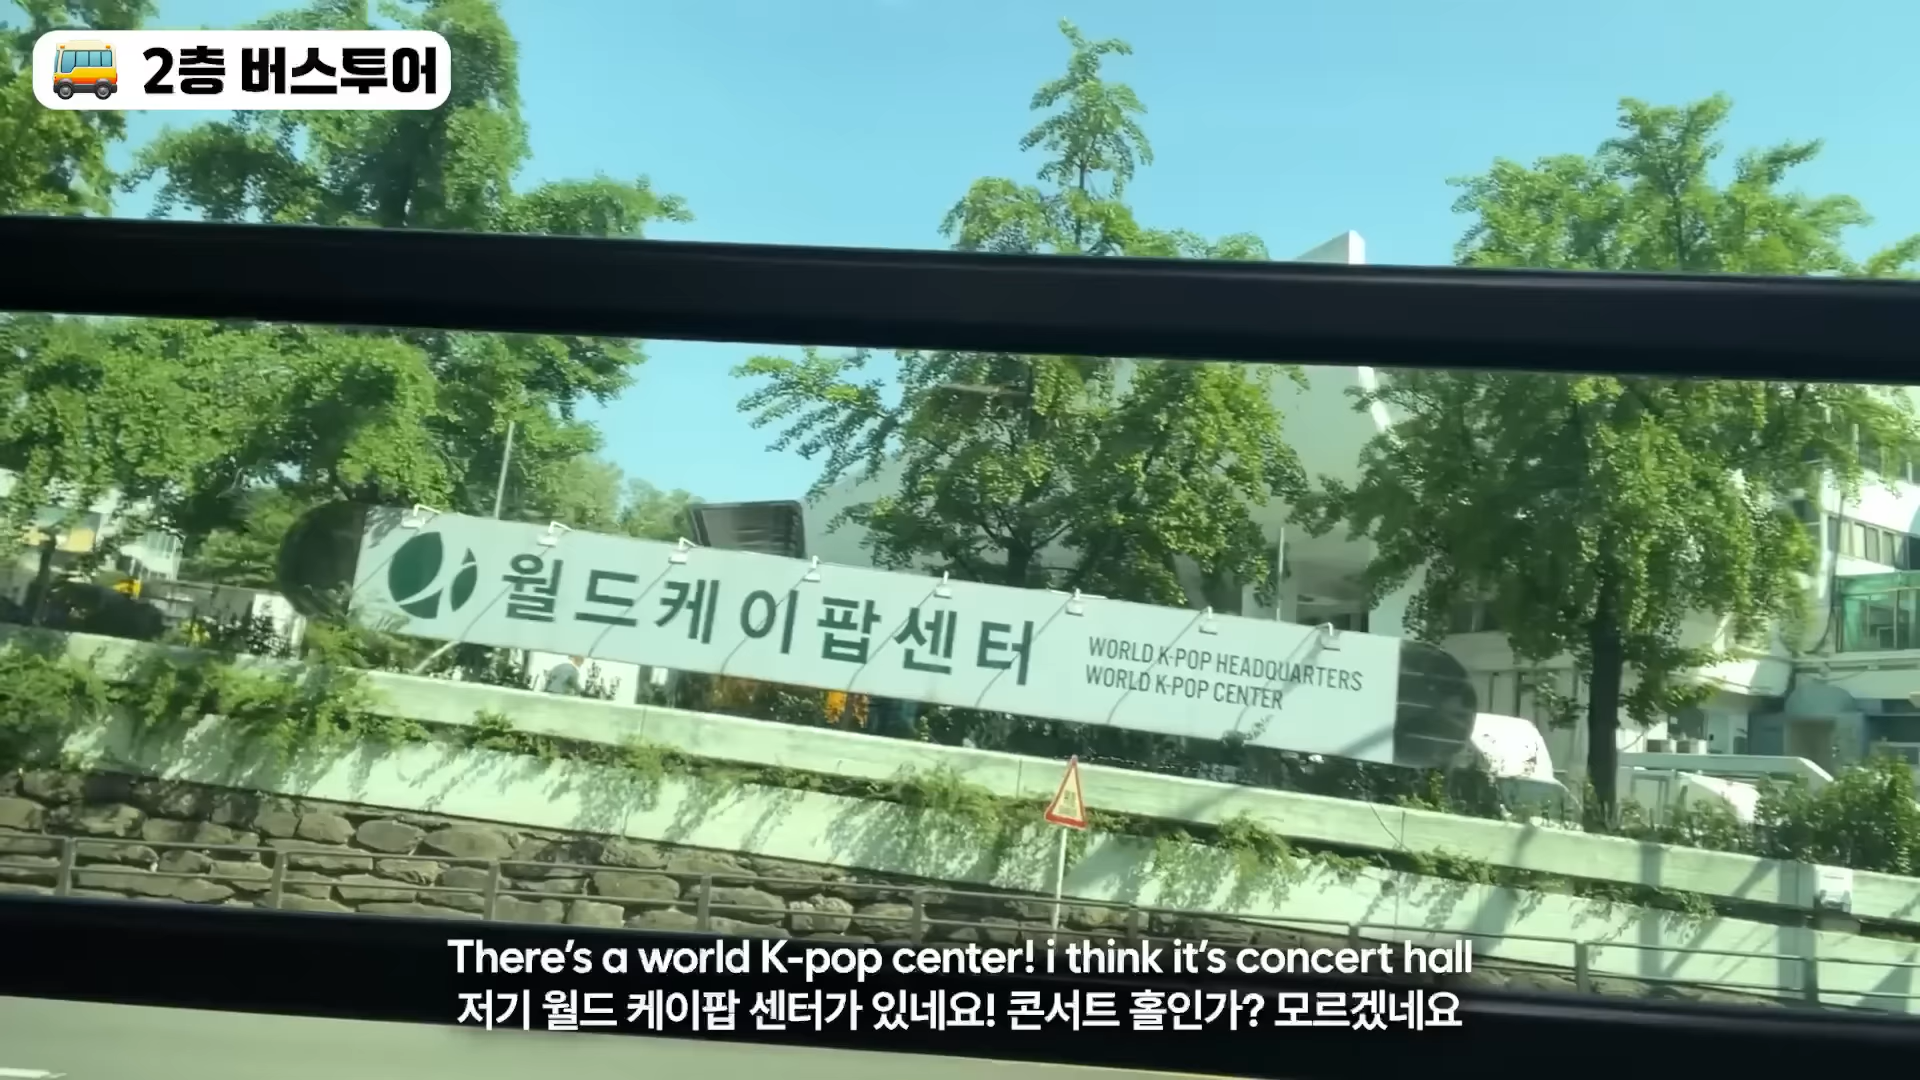 2층 버스투어
월드케이팝센터
WORLD K-POP HEADQUARTERS
WORLD K-POP CENTER
There's a world K-pop center! i think it's concert hall
저기 월드 케이팝 센터가 있네요! 콘서트 홀인가? 모르겠네요